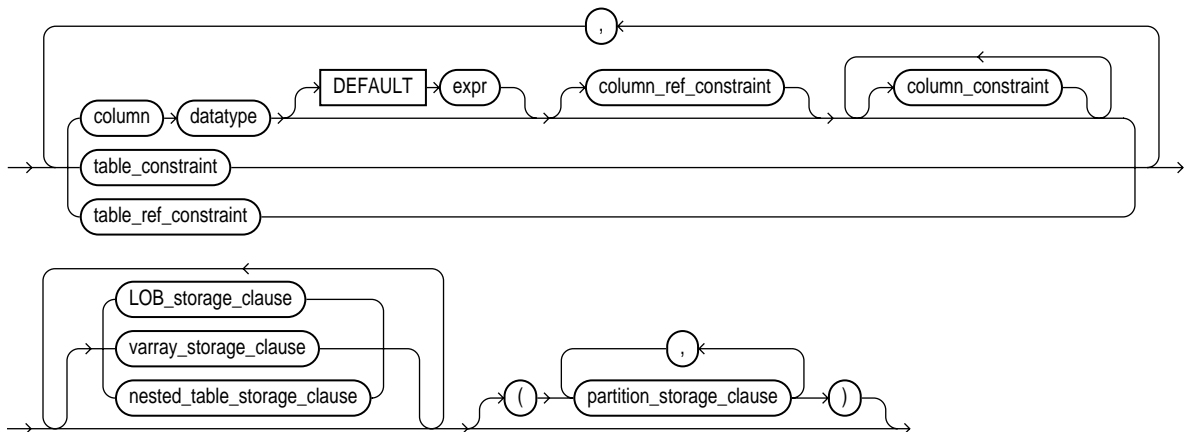 ,
DEFAULT expr column_ref_constraint column_constraint
column datatype
table_constraint
table_ref_constraint
LOB_storage_clause
varray_storage_clause ,
nested_table_storage_clause ( partition_storage_clause )